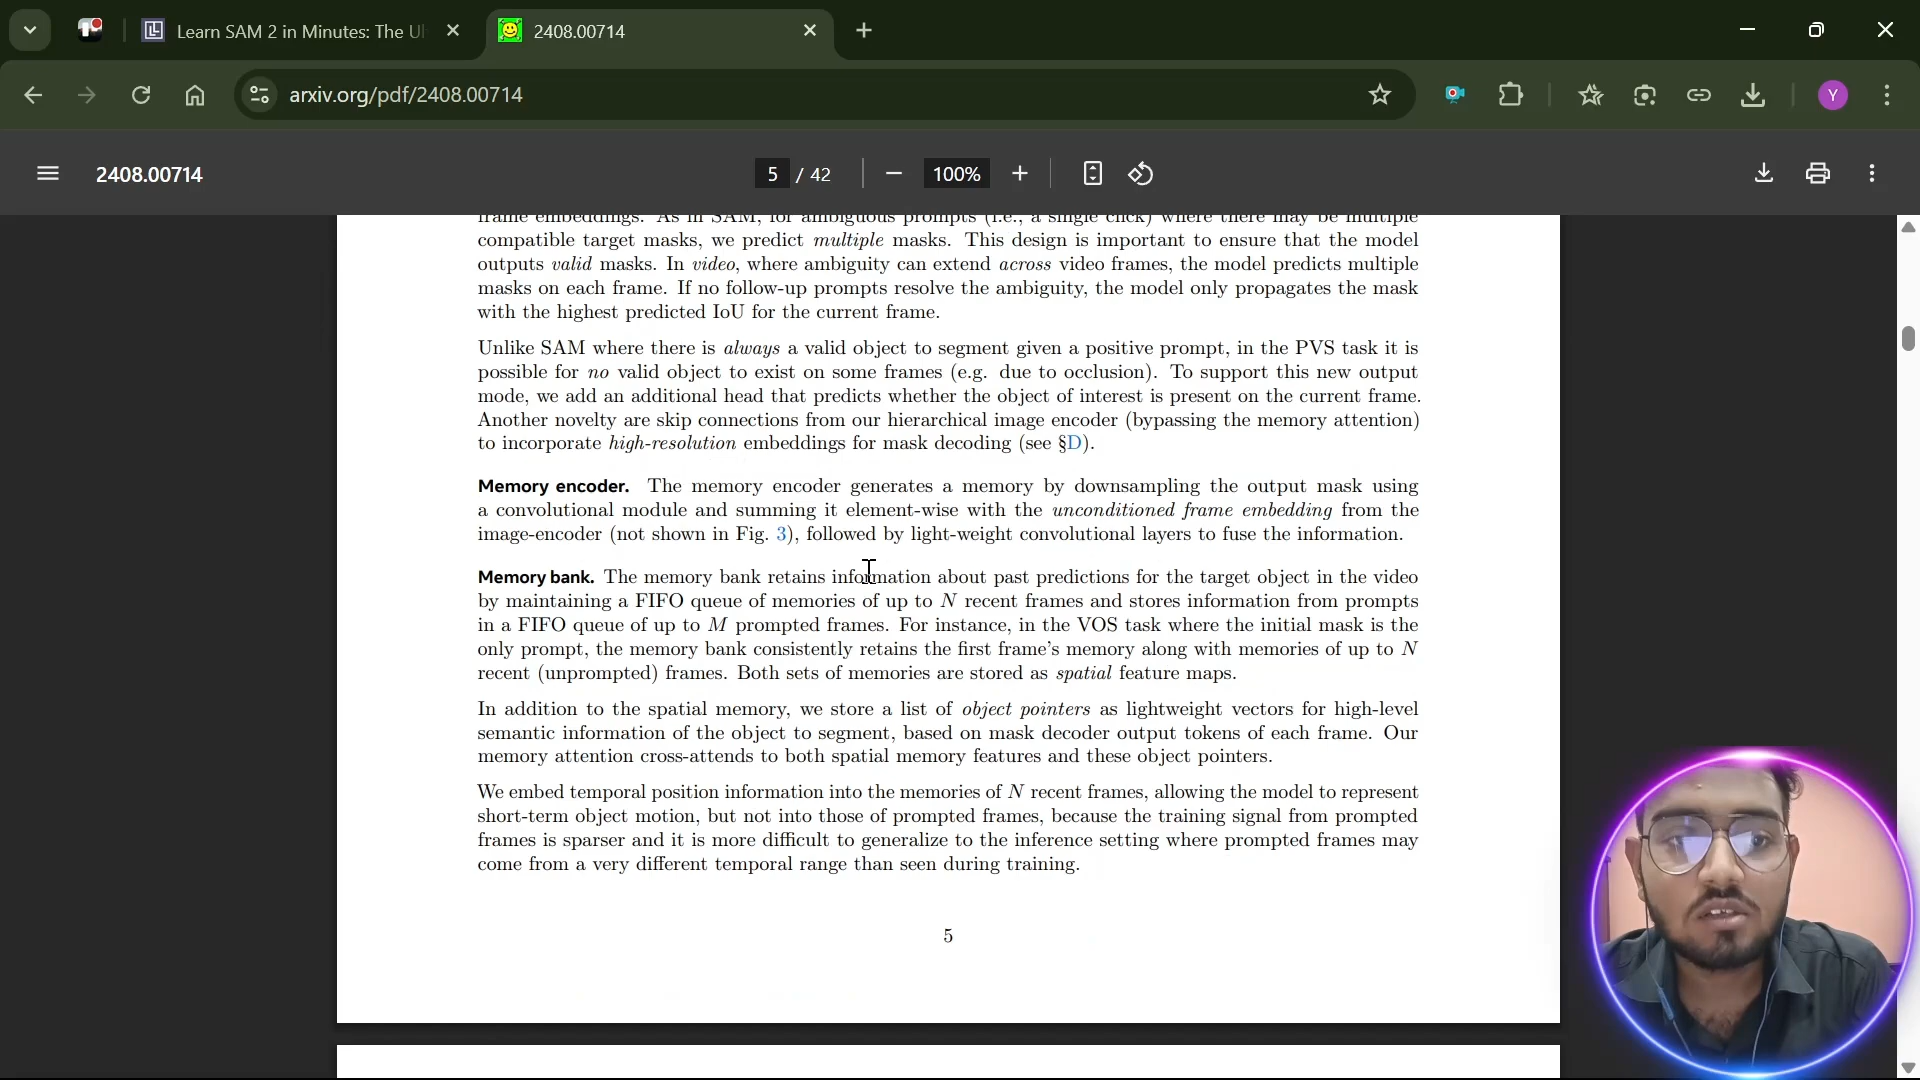 Learn SAM 2 in Minutes: The Ul
2408.00714
arxiv.org/pdf/2408.00714
Y
2408.00714
5 / 42
100%
frame embeddings. As in SAM, for ambiguous prompts (i.e., a single click) where there may be multiple
compatible target masks, we predict multiple masks. This design is important to ensure that the model
outputs valid masks. In video, where ambiguity can extend across video frames, the model predicts multiple
masks on each frame. If no follow-up prompts resolve the ambiguity, the model only propagates the mask
with the highest predicted IoU for the current frame.
Unlike SAM where there is always a valid object to segment given a positive prompt, in the PVS task it is
possible for no valid object to exist on some frames (e.g. due to occlusion). To support this new output
mode, we add an additional head that predicts whether the object of interest is present on the current frame.
Another novelty are skip connections from our hierarchical image encoder (bypassing the memory attention)
to incorporate high-resolution embeddings for mask decoding (see §D).
Memory encoder. The memory encoder generates a memory by downsampling the output mask using
a convolutional module and summing it element-wise with the unconditioned frame embedding from the
image-encoder (not shown in Fig. 3), followed by light-weight convolutional layers to fuse the information.
Memory bank. The memory bank retains information about past predictions for the target object in the video
by maintaining a FIFO queue of memories of up to N recent frames and stores information from prompts
in a FIFO queue of up to M prompted frames. For instance, in the VOS task where the initial mask is the
only prompt, the memory bank consistently retains the first frame's memory along with memories of up to N
recent (unprompted) frames. Both sets of memories are stored as spatial feature maps.
In addition to the spatial memory, we store a list of object pointers as lightweight vectors for high-level
semantic information of the object to segment, based on mask decoder output tokens of each frame. Our
memory attention cross-attends to both spatial memory features and these object pointers.
We embed temporal position information into the memories of N recent frames, allowing the model to represent
short-term object motion, but not into those of prompted frames, because the training signal from prompted
frames is sparser and it is more difficult to generalize to the inference setting where prompted frames may
come from a very different temporal range than seen during training.
5